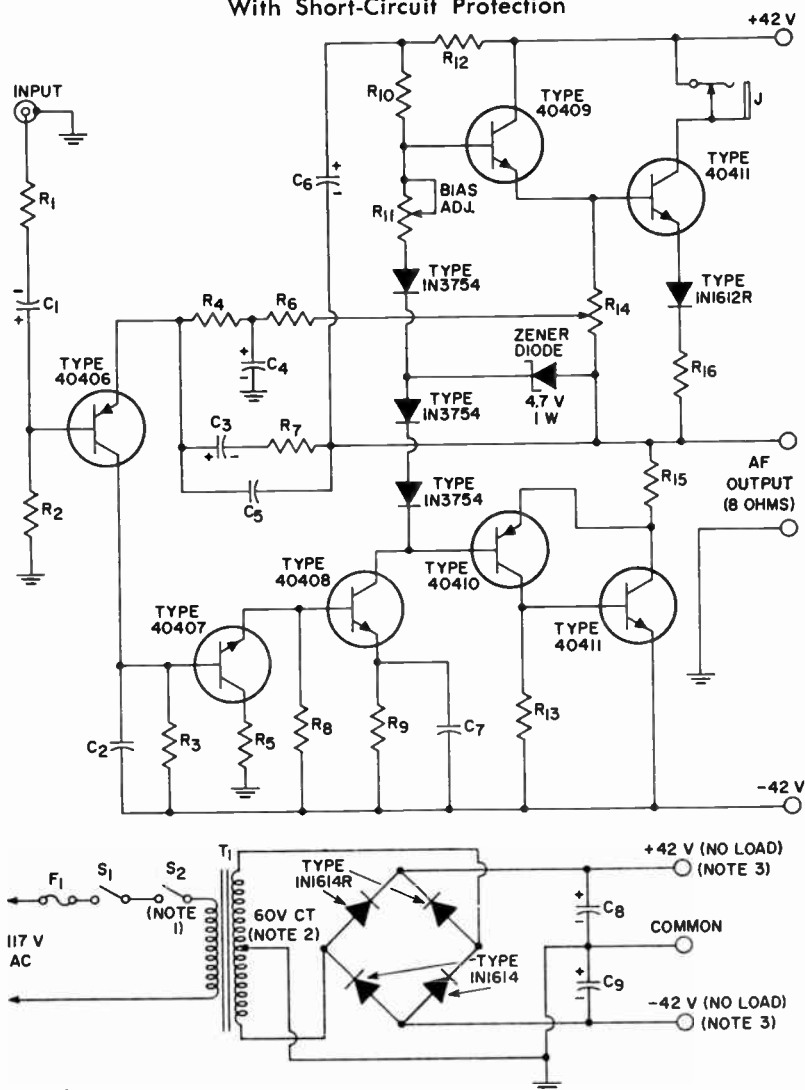 With Short-Circuit Protection
+42 V
R12
INPUT
R10
TYPE
40409
J
TYPE
40411
C6
+
-
BIAS
ADJ.
R1
R11
TYPE
1N3754
TYPE
1N1612R
-
C1
+
R4
R6
R14
ZENER
DIODE
R16
TYPE
40406
+
-
C4
4.7 V
1 W
TYPE
1N3754
C3
+
-
R7
AF
OUTPUT
(8 OHMS)
R2
C5
TYPE
1N3754
R15
TYPE
40408
TYPE
40410
TYPE
40407
TYPE
40411
C2
R3
R5
R8
R9
C7
R13
-42 V
T1
+42 V (NO LOAD)
(NOTE 3)
F1
S1
S2
(NOTE
1)
TYPE
1N1614R
60V CT
(NOTE 2)
+
-
C8
117 V
AC
COMMON
TYPE
1N1614
+
-
C9
-42 V (NO LOAD)
(NOTE 3)